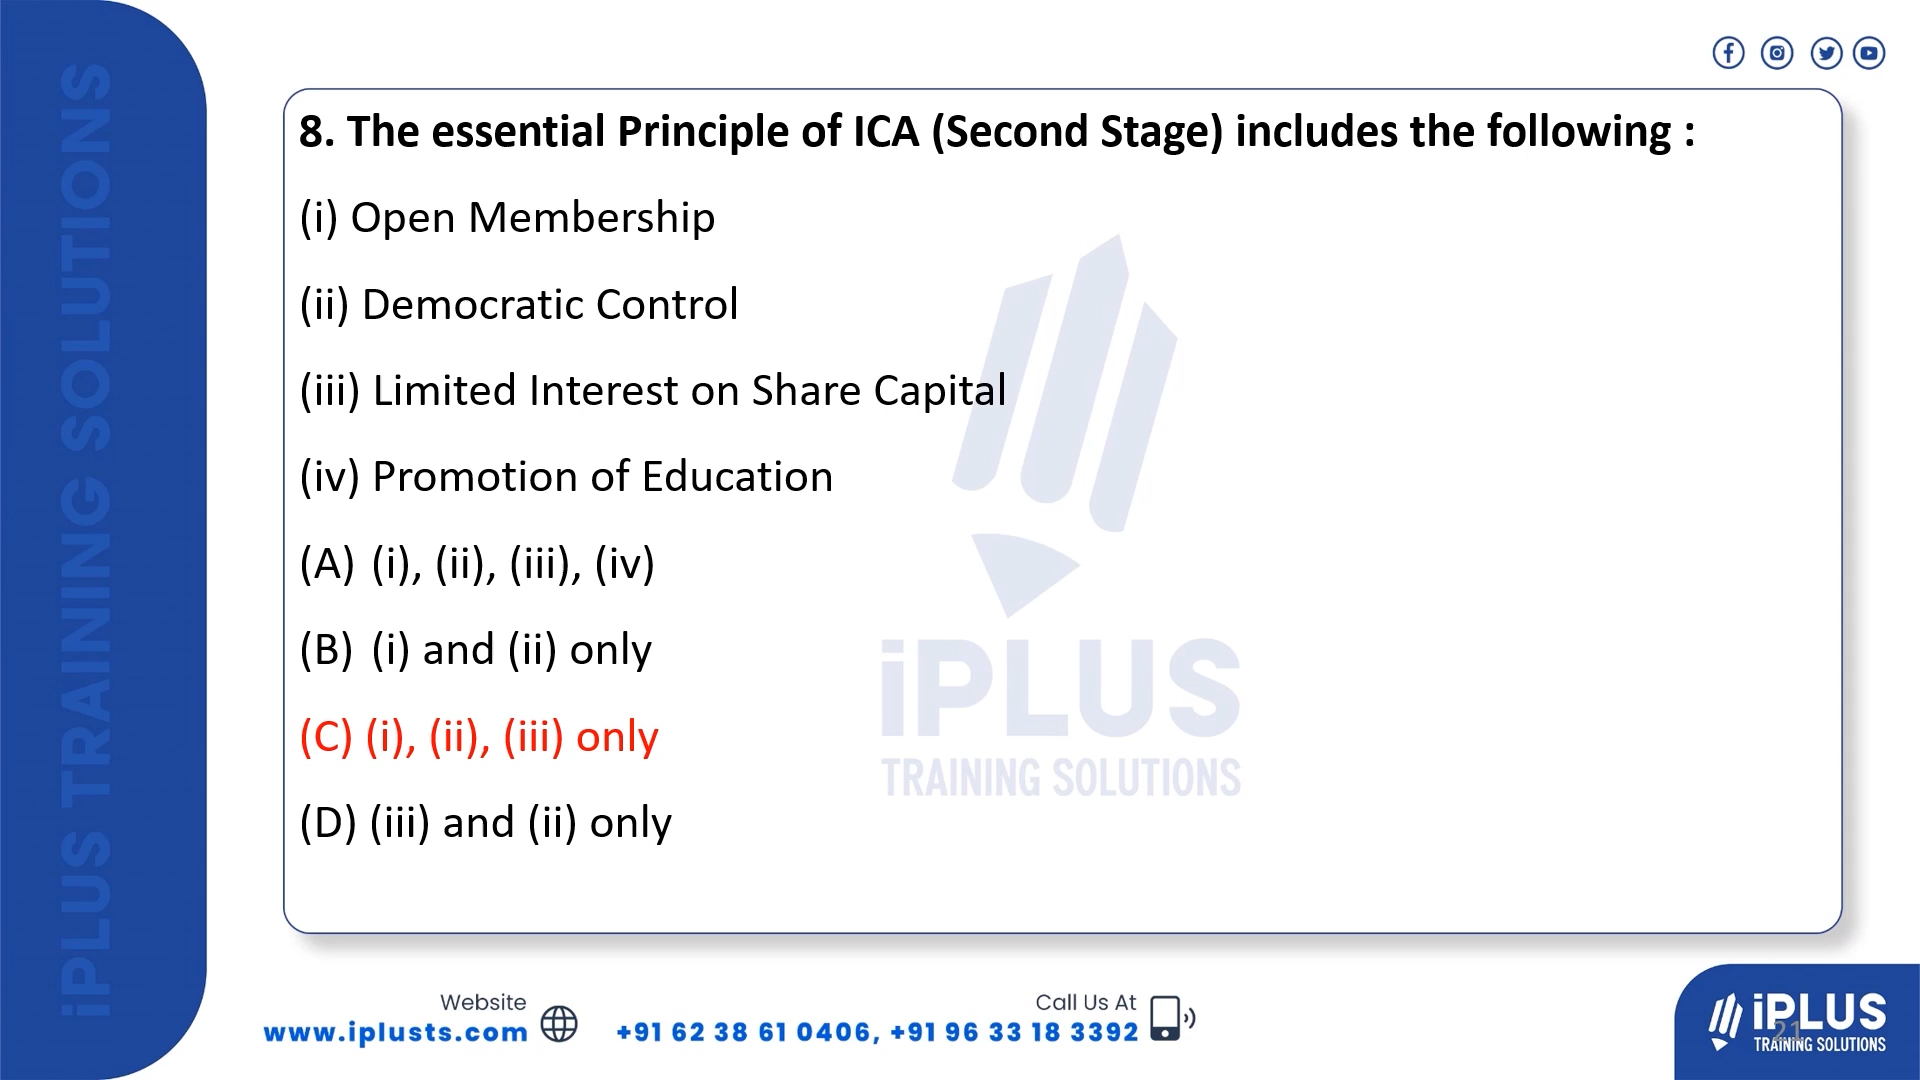 iPLUS TRAINING SOLUTIONS
8. The essential Principle of ICA (Second Stage) includes the following :
(i) Open Membership
(ii) Democratic Control
(iii) Limited Interest on Share Capital
(iv) Promotion of Education
(A) (i), (ii), (iii), (iv)
(B) (i) and (ii) only
(C) (i), (ii), (iii) only
(D) (iii) and (ii) only
iPLUS
TRAINING SOLUTIONS
Website
www.iplusts.com
Call Us At
+91 62 38 61 0406, +91 96 33 18 3392
iPLUS
TRAINING SOLUTIONS
21